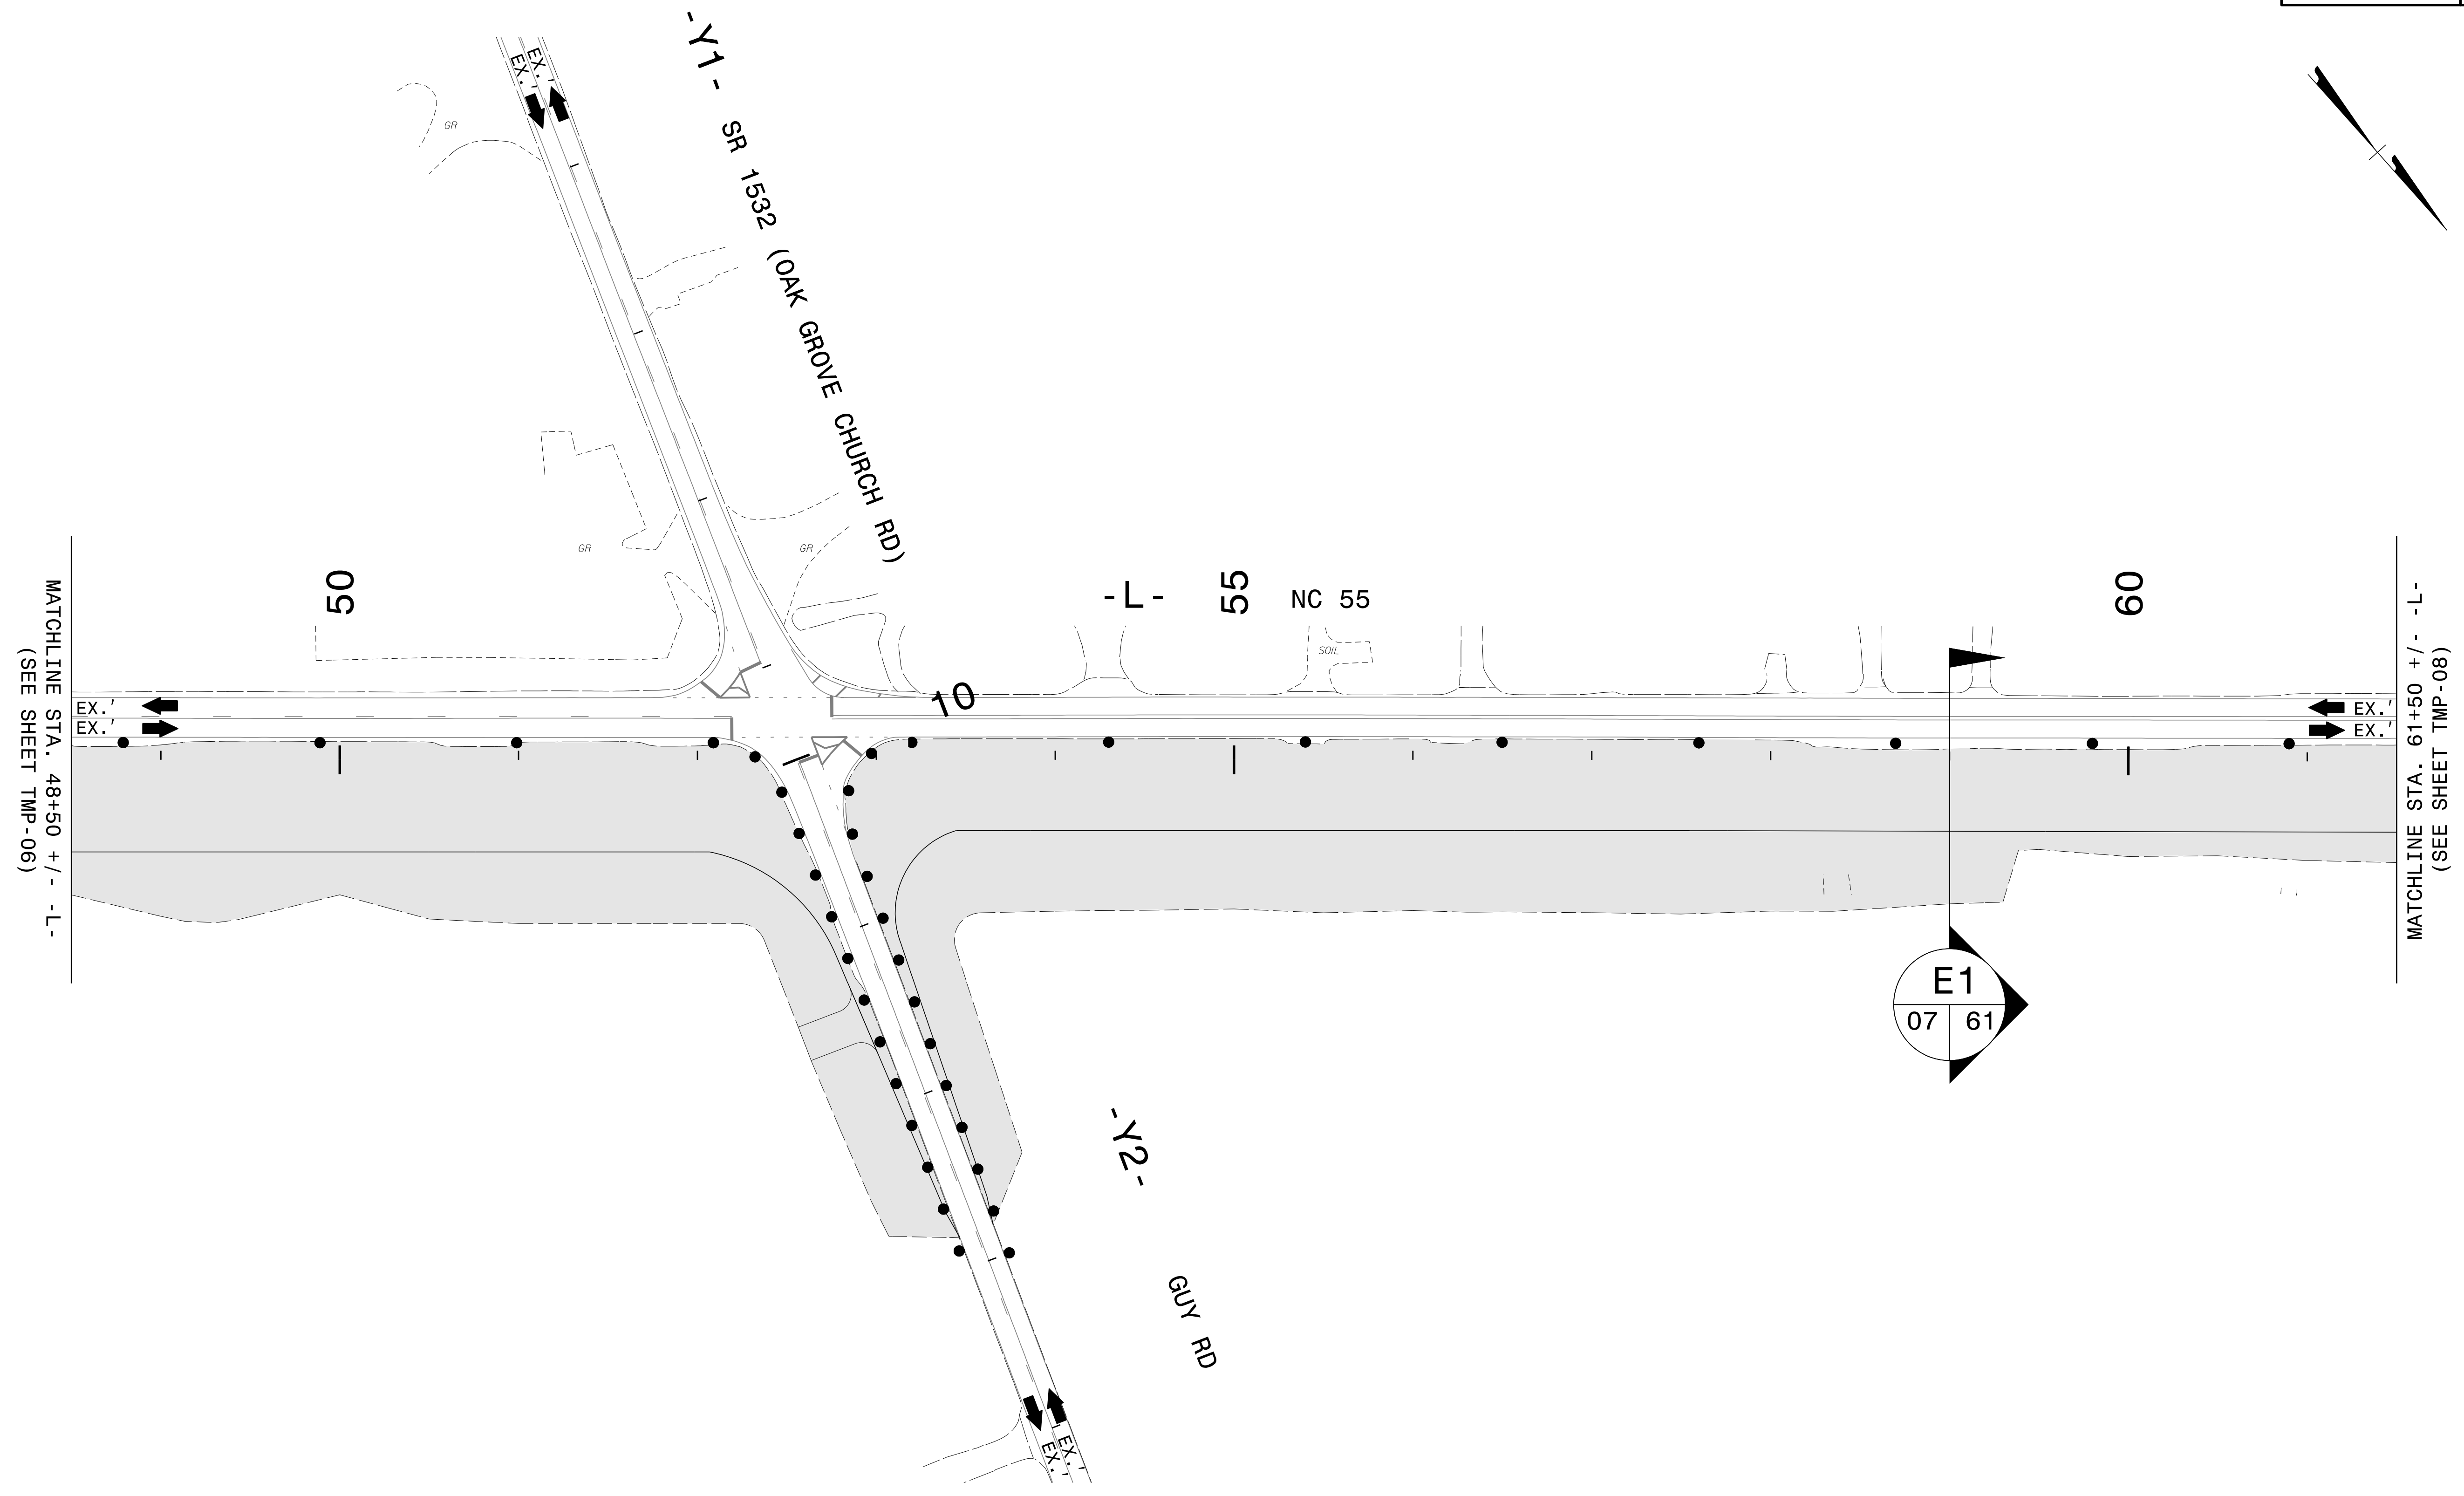 -Y1- SR 1532 (OAK GROVE CHURCH RD)
EX.'
EX.'
GR
GR
GR
50
-L-
55
NC 55
60
SOIL
10
MATCHLINE STA. 48+50 +/- -L-
(SEE SHEET TMP-06)
EX.'
EX.'
EX.'
EX.'
MATCHLINE STA. 61+50 +/- -L-
(SEE SHEET TMP-08)
E1
07 61
-Y2- GUY RD
EX.'
EX.'